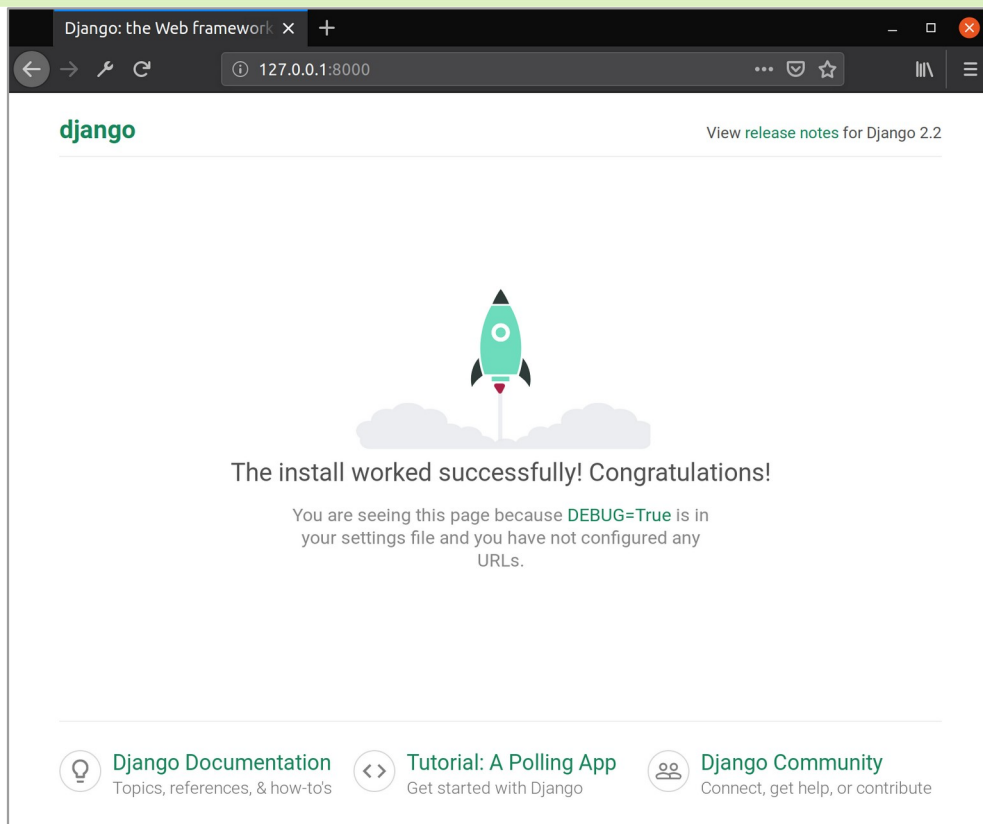 Django: the Web framework
127.0.0.1:8000
django
View release notes for Django 2.2
The install worked successfully! Congratulations!
You are seeing this page because DEBUG=True is in
your settings file and you have not configured any
URLs.
Django Documentation
Topics, references, & how-to's
Tutorial: A Polling App
Get started with Django
Django Community
Connect, get help, or contribute